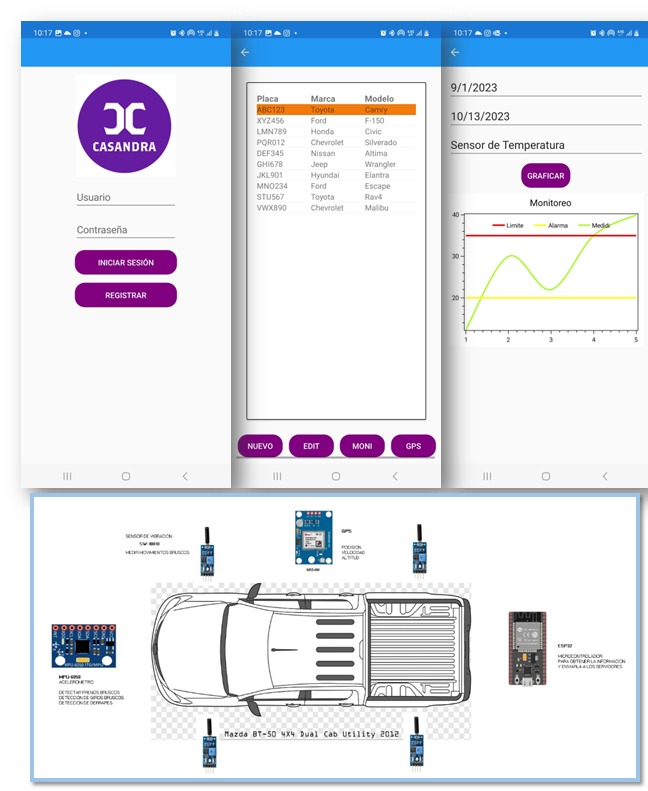 10:17
CASANDRA
Usuario
Contraseña
INICIAR SESIÓN
REGISTRAR
10:17
Placa Marca Modelo
ABC123 Toyota Camry
XYZ456 Ford F-150
LMN789 Honda Civic
PQR012 Chevrolet Silverado
DEF345 Nissan Altima
GHI678 Jeep Wrangler
JKL901 Hyundai Elantra
MNO234 Ford Escape
STU567 Toyota Rav4
VWX890 Chevrolet Malibu
NUEVO EDIT MONI GPS
10:17
9/1/2023
10/13/2023
Sensor de Temperatura
GRAFICAR
Monitoreo
Limite Alarma Medidi
40
30
20
1 2 3 4 5
SENSOR DE VIBRACION
SW-18010
MEDIR MOVIMIENTOS BRUSCOS
GPS
POCISION
VELOCIDAD
ALTITUD
MPU-6050
ACELEROMETRO
DETECTAR FRENOS BRUSCOS
DETECCION DE GIROS BRUSCOS
DETECCION DE DERRAPES
ESP32
MICROCONTROLADOR
PARA OBTENER LA INFORMACION
Y ENVIARLA A LOS SERVIDORES
Mazda BT-50 4X4 Dual Cab Utility 2012